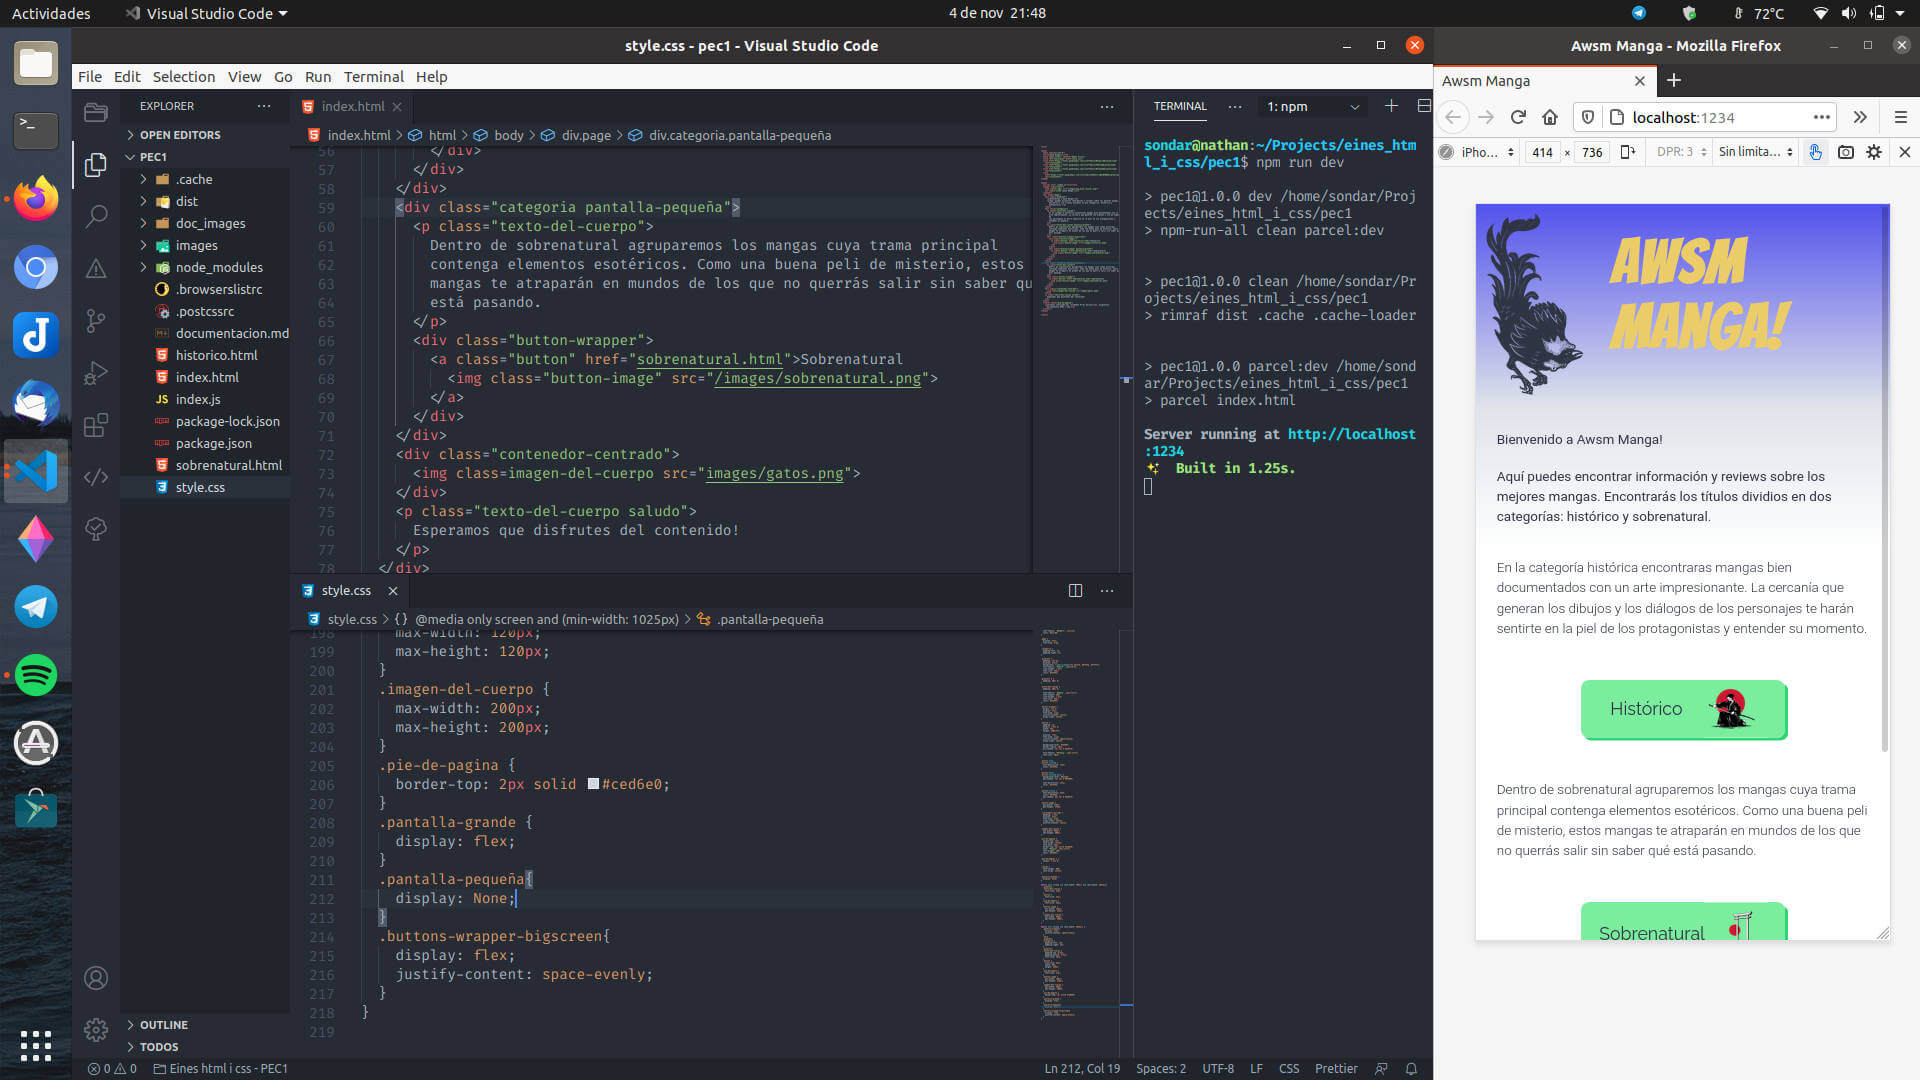 Actividades
Visual Studio Code
4 de nov  21:48
72°C
style.css - pec1 - Visual Studio Code
File Edit Selection View Go Run Terminal Help
EXPLORER
OPEN EDITORS
PEC1
.cache
dist
doc_images
images
node_modules
.browserslistrc
.postcssrc
documentacion.md
historico.html
index.html
index.js
package-lock.json
package.json
sobrenatural.html
style.css
OUTLINE
TODOS
index.html
index.html > html > body > div.page > div.categoria.pantalla-pequeña
56 </div>
57 </div>
58 </div>
59 <div class="categoria pantalla-pequeña">
60 <p class="texto-del-cuerpo">
61 Dentro de sobrenatural agruparemos los mangas cuya trama principal
62 contenga elementos esotéricos. Como una buena peli de misterio, estos
63 mangas te atraparán en mundos de los que no querrás salir sin saber qu
64 está pasando.
65 </p>
66 <div class="button-wrapper">
67 <a class="button" href="sobrenatural.html">Sobrenatural
68 <img class="button-image" src="/images/sobrenatural.png">
69 </a>
70 </div>
71 </div>
72 <div class="contenedor-centrado">
73 <img class=imagen-del-cuerpo src="images/gatos.png">
74 </div>
75 <p class="texto-del-cuerpo saludo">
76 Esperamos que disfrutes del contenido!
77 </p>
78 </div>
style.css
style.css > {} @media only screen and (min-width: 1025px) > .pantalla-pequeña
198 max-width: 120px;
199 max-height: 120px;
200 }
201 .imagen-del-cuerpo {
202 max-width: 200px;
203 max-height: 200px;
204 }
205 .pie-de-pagina {
206 border-top: 2px solid #ced6e0;
207 }
208 .pantalla-grande {
209 display: flex;
210 }
211 .pantalla-pequeña{
212 display: None;
213 }
214 .buttons-wrapper-bigscreen{
215 display: flex;
216 justify-content: space-evenly;
217 }
218 }
219
TERMINAL
1: npm
sondar@nathan:~/Projects/eines_htm
l_i_css/pec1$ npm run dev
> pec1@1.0.0 dev /home/sondar/Proj
ects/eines_html_i_css/pec1
> npm-run-all clean parcel:dev
> pec1@1.0.0 clean /home/sondar/Pr
ojects/eines_html_i_css/pec1
> rimraf dist .cache .cache-loader
> pec1@1.0.0 parcel:dev /home/sond
ar/Projects/eines_html_i_css/pec1
> parcel index.html
Server running at http://localhost
:1234
Built in 1.25s.
0 0
Eines html i css - PEC1
Ln 212, Col 19
Spaces: 2
UTF-8
LF
CSS
Prettier
Awsm Manga - Mozilla Firefox
Awsm Manga
localhost:1234
iPho... 414 × 736 DPR: 3 Sin limita...
AWSM
MANGA!
Bienvenido a Awsm Manga!
Aquí puedes encontrar información y reviews sobre los
mejores mangas. Encontrarás los títulos dividios en dos
categorías: histórico y sobrenatural.
En la categoría histórica encontraras mangas bien
documentados con un arte impresionante. La cercanía que
generan los dibujos y los diálogos de los personajes te harán
sentirte en la piel de los protagonistas y entender su momento.
Histórico
Dentro de sobrenatural agruparemos los mangas cuya trama
principal contenga elementos esotéricos. Como una buena peli
de misterio, estos mangas te atraparán en mundos de los que
no querrás salir sin saber qué está pasando.
Sobrenatural